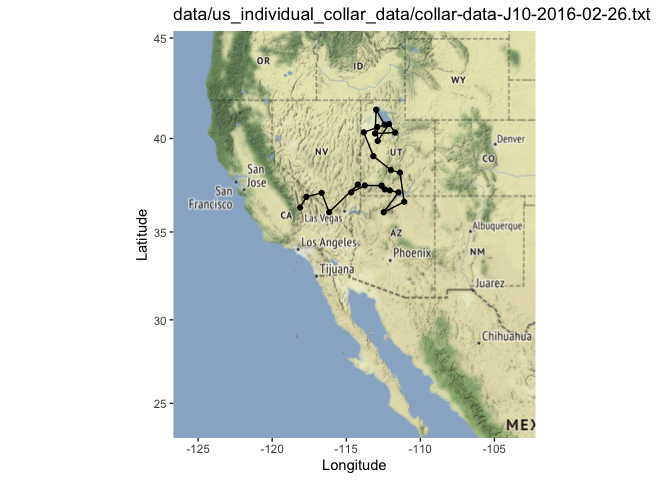 data/us_individual_collar_data/collar-data-J10-2016-02-26.txt
45
OR
ID
WY
40
Denver
NV
UT
CO
San
Jose
San
Francisco
CA
Las Vegas
35
Albuquerque
AZ
NM
Los Angeles
Phoenix
Tijuana
Juarez
30
Chihuahua
25
MEX
-125
-120
-115
-110
-105
Latitude
Longitude